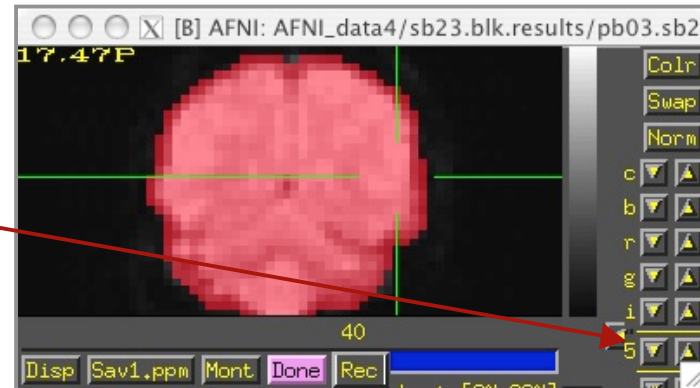 [B] AFNI: AFNI_data4/sb23.blk.results/pb03.sb2
17.47P
Colr
Swap
Norm
c
b
r
g
i
5
40
Disp Sav1.ppm Mont Done Rec